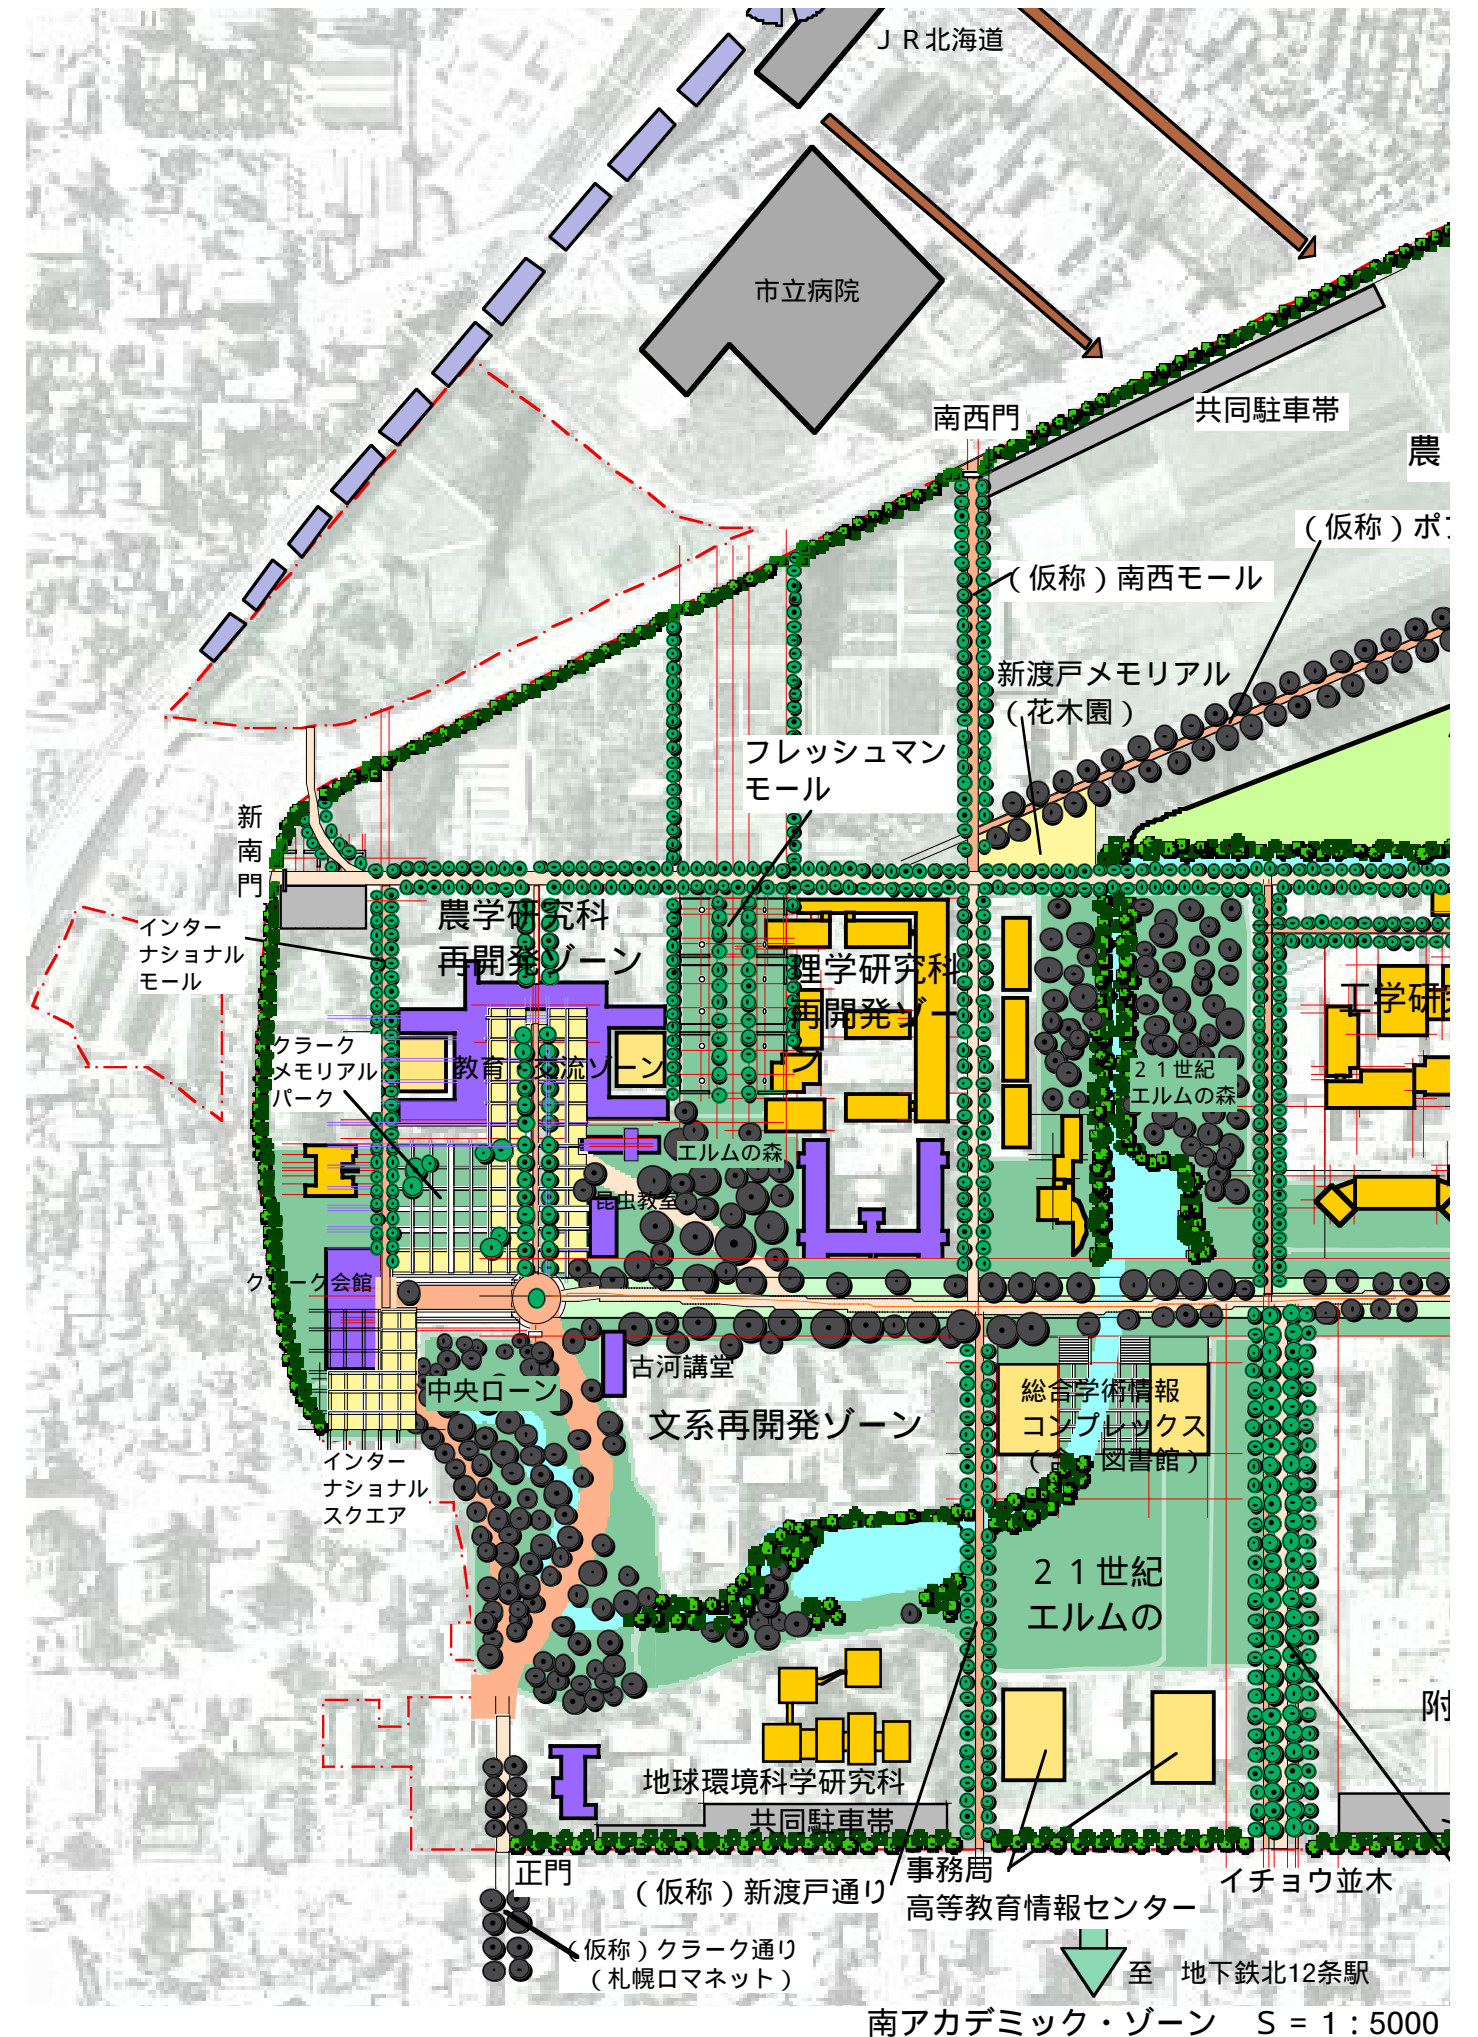 ＪＲ北海道
市立病院
南西門
共同駐車帯
農
（仮称）ポプ
（仮称）南西モール
新渡戸メモリアル
（花木園）
フレッシュマン
モール
新
南
門
農学研究科
再開発ゾーン
インター
ナショナル
モール
理学研究科
再開発ゾー
ン
工学研究
クラーク
メモリアル
パーク
教育・交流ゾーン
２１世紀
エルムの森
エルムの森
昆虫教室
クラーク会館
古河講堂
中央ローン
文系再開発ゾーン
総合学術情報
コンプレックス
図書館）
インター
ナショナル
スクエア
２１世紀
エルムの
附
地球環境科学研究科
共同駐車帯
正門
（仮称）新渡戸通り
事務局
高等教育情報センター
イチョウ並木
（仮称）クラーク通り
（札幌ロマネット）
至　地下鉄北12条駅
南アカデミック・ゾーン　Ｓ＝１：5000